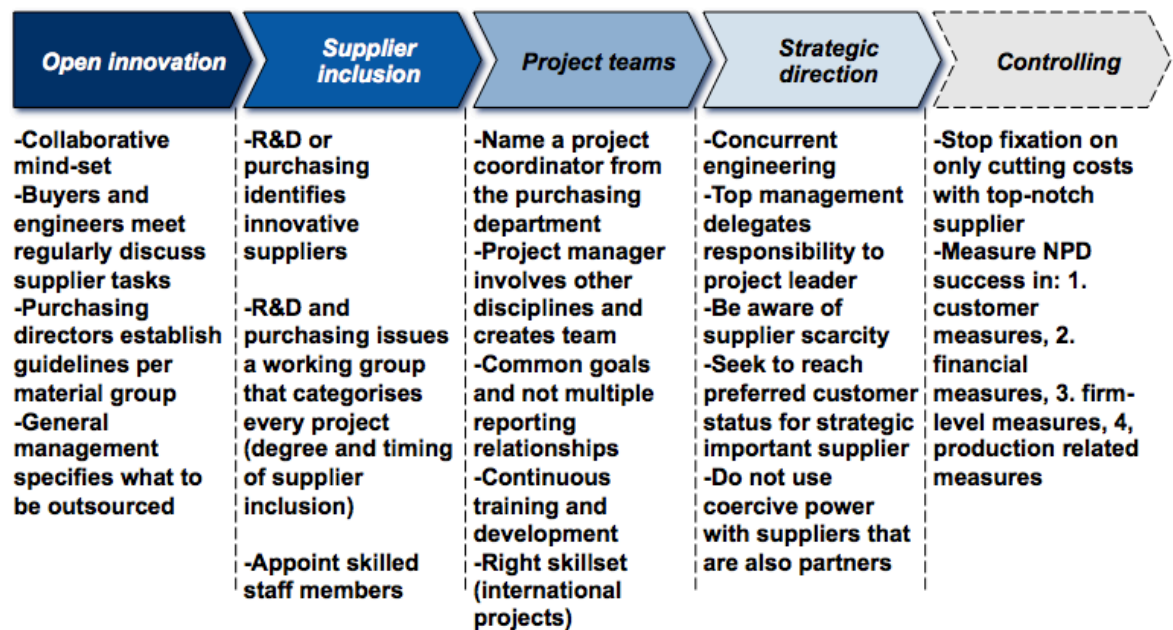 Open innovation
Supplier
inclusion
Project teams
Strategic
direction
Controlling
-Collaborative
mind-set
-Buyers and
engineers meet
regularly discuss
supplier tasks
-Purchasing
directors establish
guidelines per
material group
-General
management
specifies what to
be outsourced
-R&D or
purchasing
identifies
innovative
suppliers
-R&D and
purchasing issues
a working group
that categorises
every project
(degree and timing
of supplier
inclusion)
-Appoint skilled
staff members
-Name a project
coordinator from
the purchasing
department
-Project manager
involves other
disciplines and
creates team
-Common goals
and not multiple
reporting
relationships
-Continuous
training and
development
-Right skillset
(international
projects)
-Concurrent
engineering
-Top management
delegates
responsibility to
project leader
-Be aware of
supplier scarcity
-Seek to reach
preferred customer
status for strategic
important supplier
-Do not use
coercive power
with suppliers that
are also partners
-Stop fixation on
only cutting costs
with top-notch
supplier
-Measure NPD
success in: 1.
customer
measures, 2.
financial
measures, 3. firm-
level measures, 4,
production related
measures